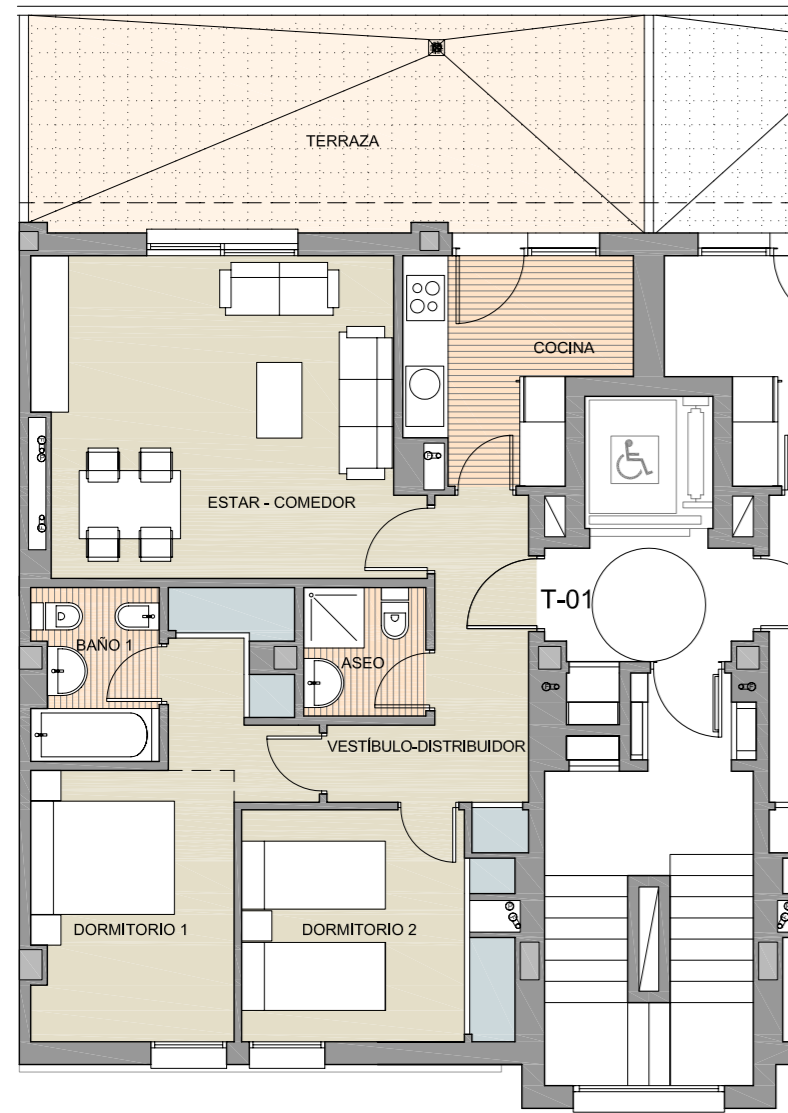 TERRAZA
COCINA
ESTAR - COMEDOR
T-01
BAÑO 1
ASEO
VESTÍBULO-DISTRIBUIDOR
DORMITORIO 1
DORMITORIO 2